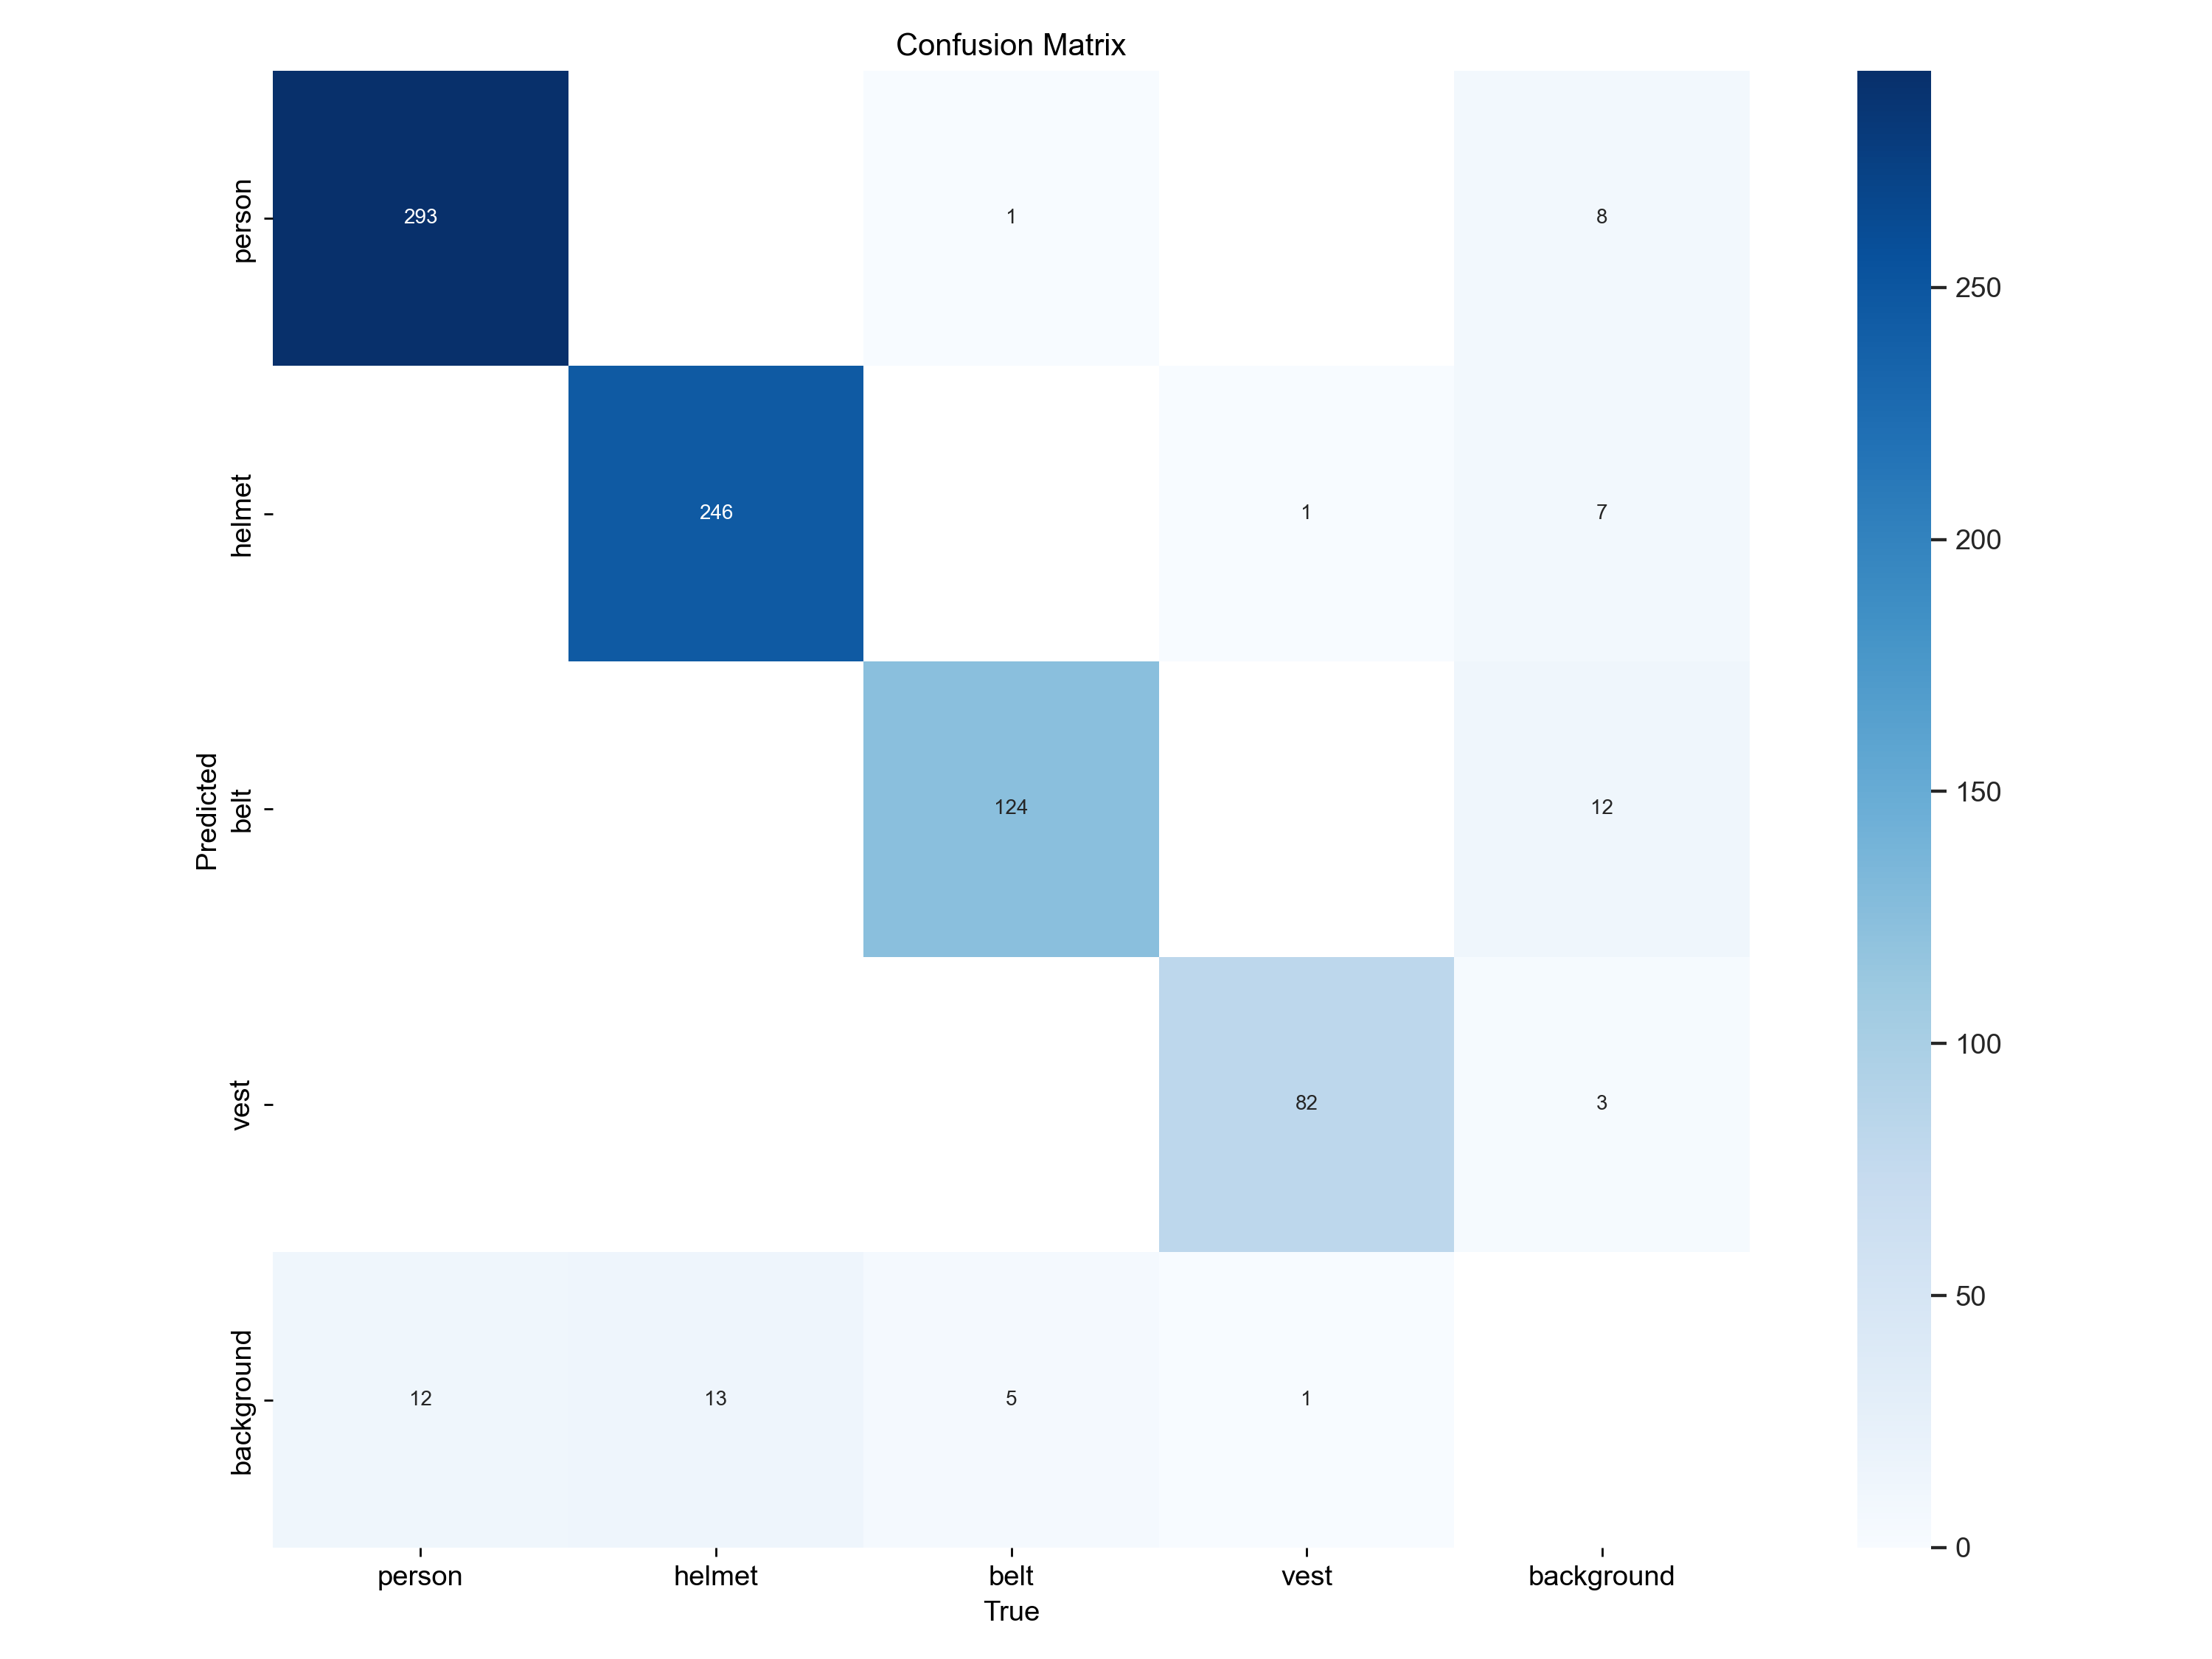 Confusion Matrix
person
293
1
8
helmet
246
1
7
Predicted
belt
124
12
vest
82
3
background
12
13
5
1
person helmet belt vest background
True
250
200
150
100
50
0